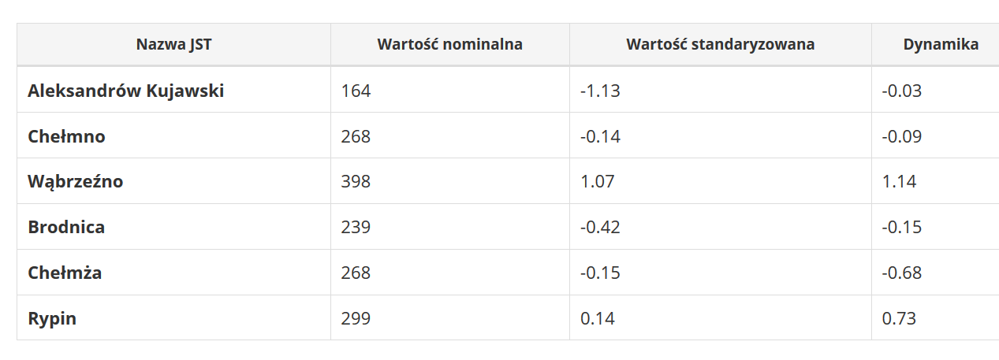 Nazwa JST Wartość nominalna Wartość standaryzowana Dynamika
Aleksandrów Kujawski 164 -1.13 -0.03
Chełmno 268 -0.14 -0.09
Wąbrzeźno 398 1.07 1.14
Brodnica 239 -0.42 -0.15
Chełmża 268 -0.15 -0.68
Rypin 299 0.14 0.73